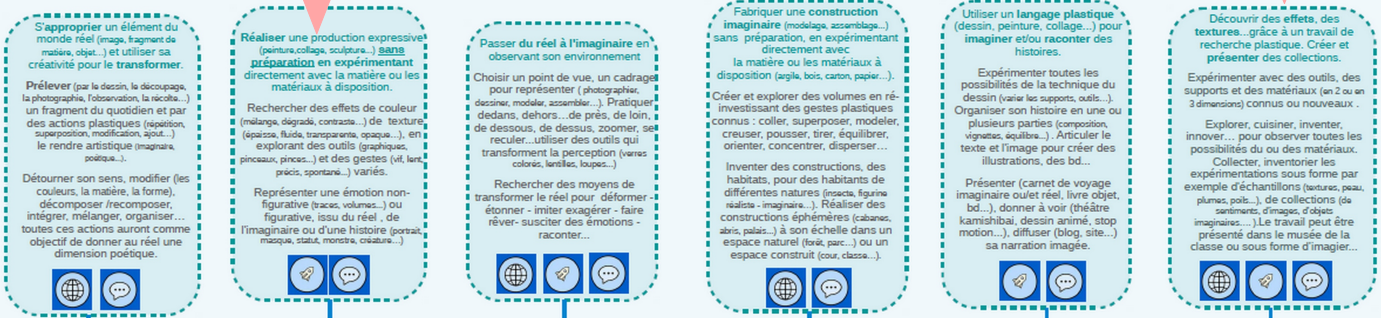 S'approprier un élément du
monde réel (image, fragment de
matière, objet...) et utiliser sa
créativité pour le transformer.
Prélever (par le dessin, le découpage,
la photographie, l'observation, la récolte...)
un fragment du quotidien et par
des actions plastiques (répétition,
superposition, modification, ajout...)
le rendre artistique (imaginaire,
poétique...).
Détourner son sens, modifier (les
couleurs, la matière, la forme),
décomposer /recomposer,
intégrer, mélanger, organiser...
toutes ces actions auront comme
objectif de donner au réel une
dimension poétique.
Réaliser une production expressive
(peinture,collage, sculpture...) sans
préparation en expérimentant
directement avec la matière ou les
matériaux à disposition.
Rechercher des effets de couleur
(mélange, dégradé, contraste...) de texture
(épaisse, fluide, transparente, opaque...), en
explorant des outils (graphiques,
pinceaux, pinces...) et des gestes (vif, lent,
précis, spontané...) variés.
Représenter une émotion non-
figurative (traces, volumes...) ou
figurative, issu du réel , de
l'imaginaire ou d'une histoire (portrait,
masque, statut, monstre, créature...)
Passer du réel à l'imaginaire en
observant son environnement
Choisir un point de vue, un cadrage
pour représenter ( photographier,
dessiner, modeler, assembler...). Pratiquer
dedans, dehors...de près, de loin,
de dessous, de dessus, zoomer, se
reculer...utiliser des outils qui
transforment la perception (verres
colorés, lentilles, loupes...)
Rechercher des moyens de
transformer le réel pour déformer -
étonner - imiter exagérer - faire
rêver- susciter des émotions -
raconter...
Fabriquer une construction
imaginaire (modelage, assemblage...)
sans préparation, en expérimentant
directement avec
la matière ou les matériaux à
disposition (argile, bois, carton, papier...).
Créer et explorer des volumes en ré-
investissant des gestes plastiques
connus : coller, superposer, modeler,
creuser, pousser, tirer, équilibrer,
orienter, concentrer, disperser...
Inventer des constructions, des
habitats, pour des habitants de
différentes natures (insecte, figurine
réaliste - imaginaire...). Réaliser des
constructions éphémères (cabanes,
abris, palais...) à son échelle dans un
espace naturel (forêt, parc...) ou un
espace construit (cour, classe...).
Utiliser un langage plastique
(dessin, peinture, collage...) pour
imaginer et/ou raconter des
histoires.
Expérimenter toutes les
possibilités de la technique du
dessin (varier les supports, outils...).
Organiser son histoire en une ou
plusieurs parties (composition,
vignettes, équilibre...) . Articuler le
texte et l'image pour créer des
illustrations, des bd...
Présenter (carnet de voyage
imaginaire ou/et réel, livre objet,
bd...), donner à voir (théâtre
kamishibai, dessin animé, stop
motion...), diffuser (blog, site...)
sa narration imagée.
Découvrir des effets, des
textures...grâce à un travail de
recherche plastique. Créer et
présenter des collections.
Expérimenter avec des outils, des
supports et des matériaux (en 2 ou en
3 dimensions) connus ou nouveaux .
Explorer, cuisiner, inventer,
innover... pour observer toutes les
possibilités du ou des matériaux.
Collecter, inventorier les
expérimentations sous forme par
exemple d'échantillons (textures, peau,
plumes, poils...), de collections (de
sentiments, d'images, d'objets
imaginaires.... ).Le travail peut être
présenté dans le musée de la
classe ou sous forme d'imagier...